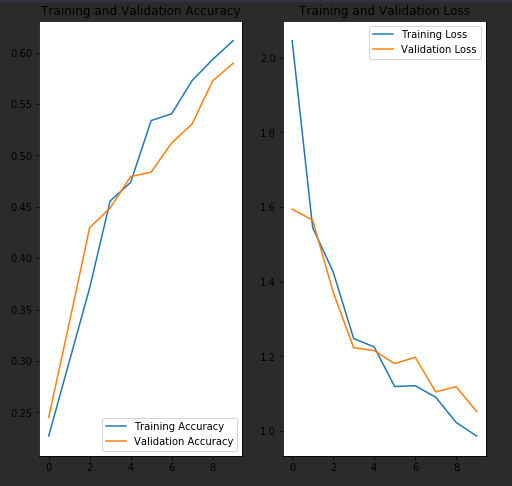 Training and Validation Accuracy
0.60
0.55
0.50
0.45
0.40
0.35
0.30
0.25
Training Accuracy
Validation Accuracy
0 2 4 6 8
Training and Validation Loss
Training Loss
Validation Loss
2.0
1.8
1.6
1.4
1.2
1.0
0 2 4 6 8